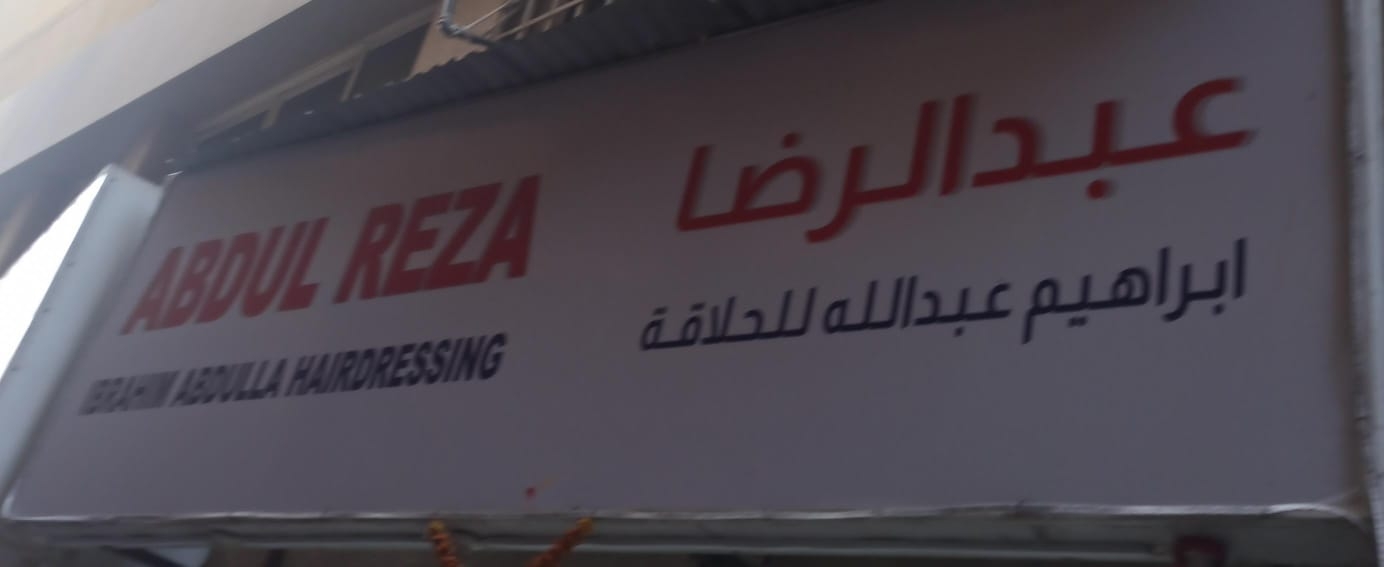 ABDUL REZA
عبدالرضا
IBRAHIM ABDULLA HAIRDRESSING
ابراهيم عبدالله للحلاقة